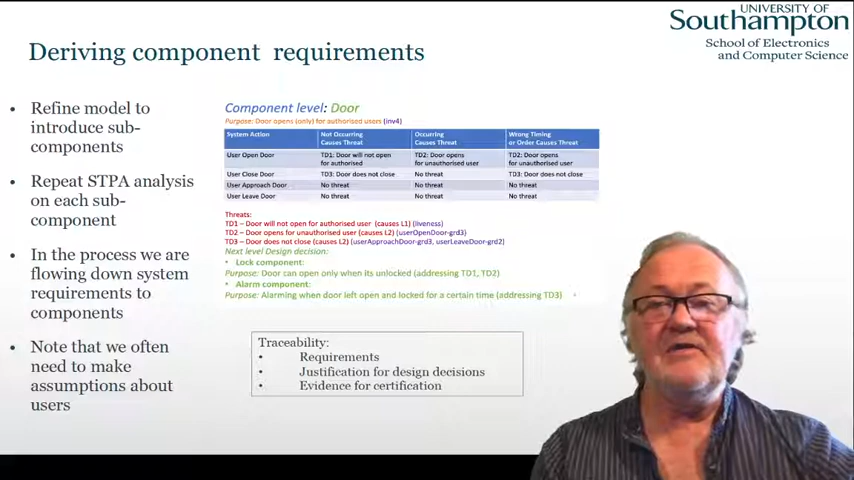 UNIVERSITY OF
Southampton
School of Electronics
and Computer Science
Deriving component requirements
• Refine model to
introduce sub-
components
• Repeat STPA analysis
on each sub-
component
• In the process we are
flowing down system
requirements to
components
• Note that we often
need to make
assumptions about
users
Component level: Door
Purpose: Door opens (only) for authorised users (inv4)
System Action Not Occurring Causes Threat Occurring Causes Threat Wrong Timing or Order Causes Threat
User Open Door TD1: Door will not open for authorised TD2: Door opens for unauthorised user TD2: Door opens for unauthorised user
User Close Door TD3: Door does not close No threat TD3: Door does not close
User Approach Door No threat No threat No threat
User Leave Door No threat No threat No threat
Threats:
TD1 – Door will not open for authorised user (causes L1) (liveness)
TD2 – Door opens for unauthorised user (causes L2) (userOpenDoor-grd3)
TD3 – Door does not close (causes L2) (userApproachDoor-grd3, userLeaveDoor-grd2)
Next level Design decision:
• Lock component:
Purpose: Door can open only when its unlocked (addressing TD1, TD2)
• Alarm component:
Purpose: Alarming when door left open and locked for a certain time (addressing TD3)
Traceability:
• Requirements
• Justification for design decisions
• Evidence for certification